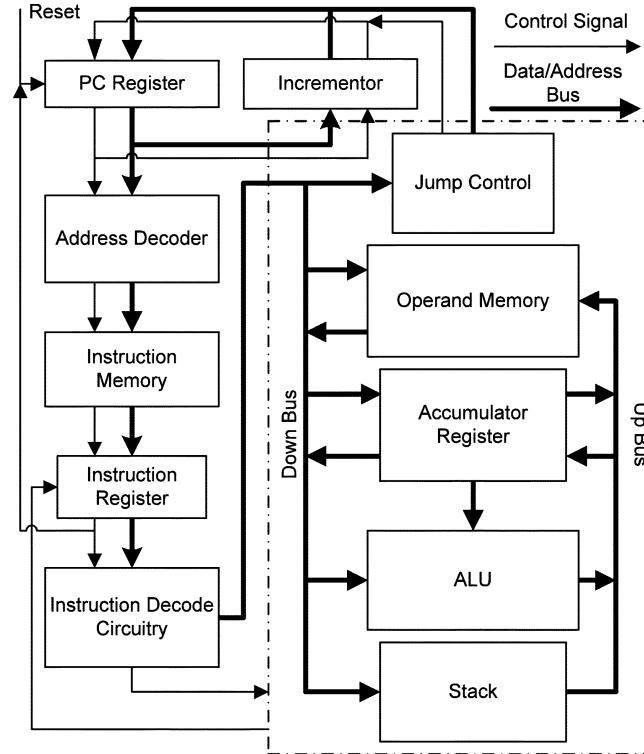 Reset
Control Signal
Data/Address
Bus
PC Register
Incrementor
Jump Control
Address Decoder
Operand Memory
Instruction
Memory
Accumulator
Register
Down Bus
Up Bus
Instruction
Register
ALU
Instruction Decode
Circuitry
Stack